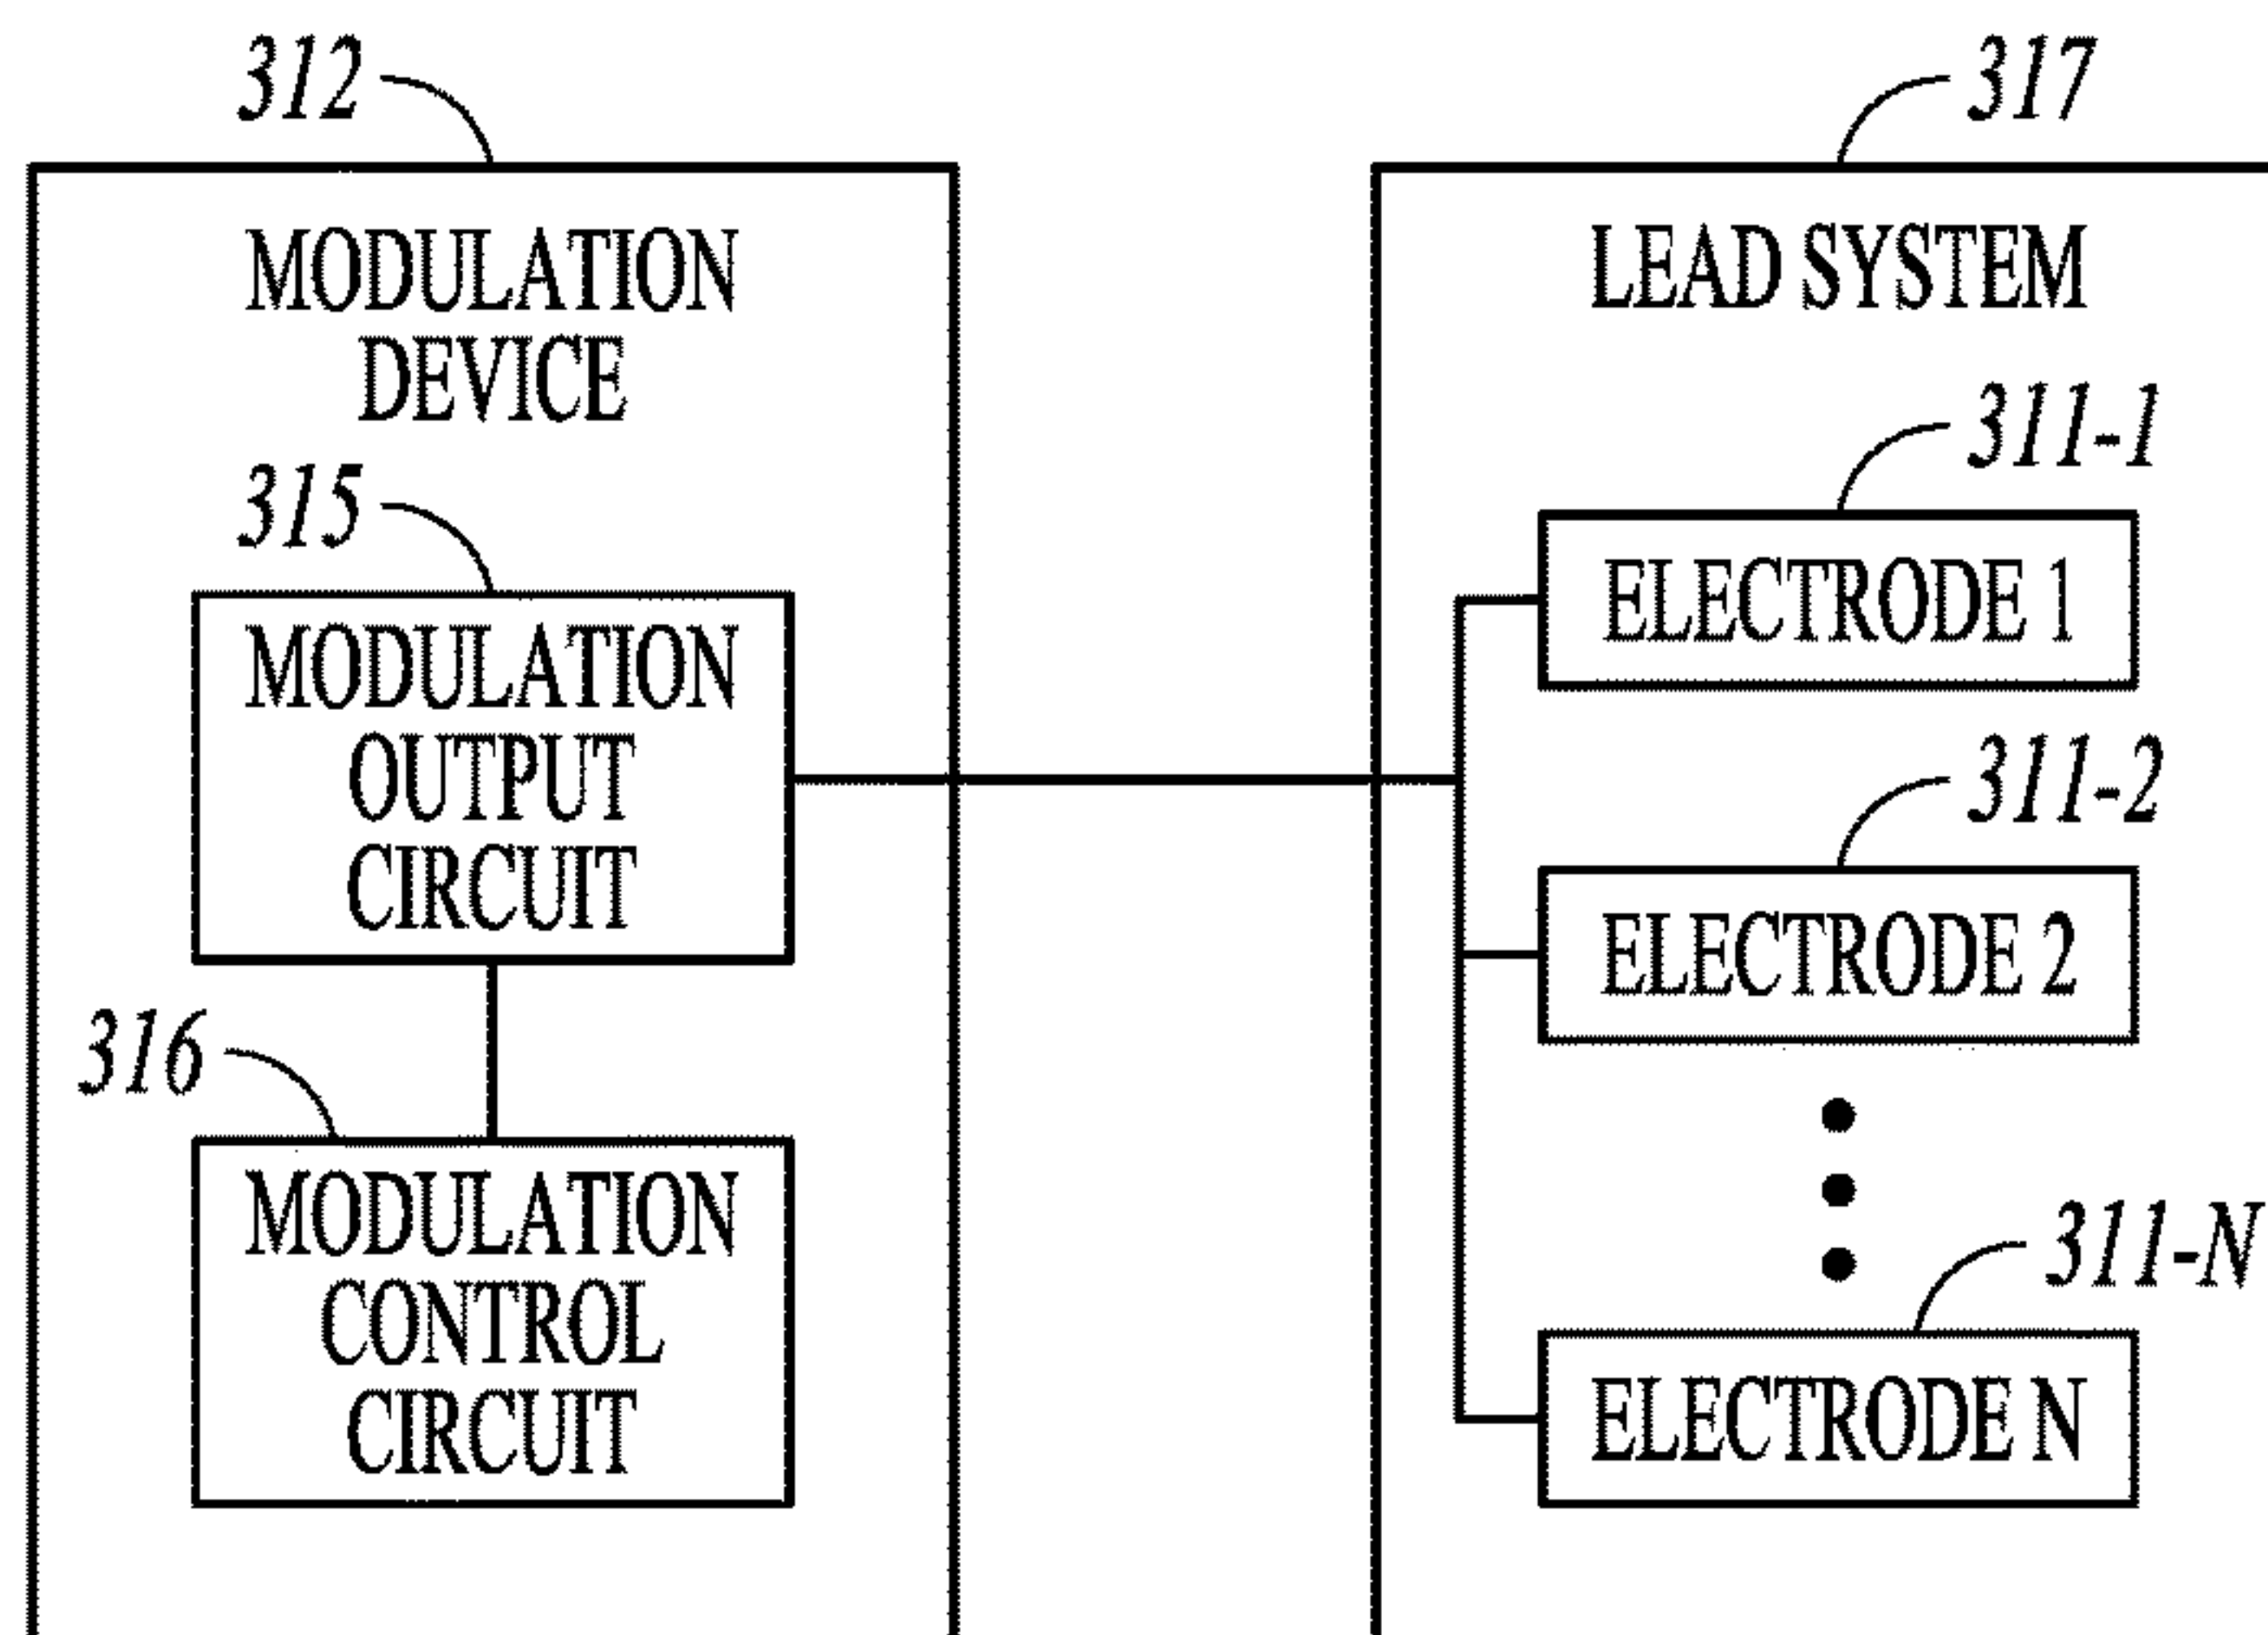 312
MODULATION
DEVICE
315
MODULATION
OUTPUT
CIRCUIT
316
MODULATION
CONTROL
CIRCUIT
317
LEAD SYSTEM
311-1
ELECTRODE 1
311-2
ELECTRODE 2
311-N
ELECTRODE N